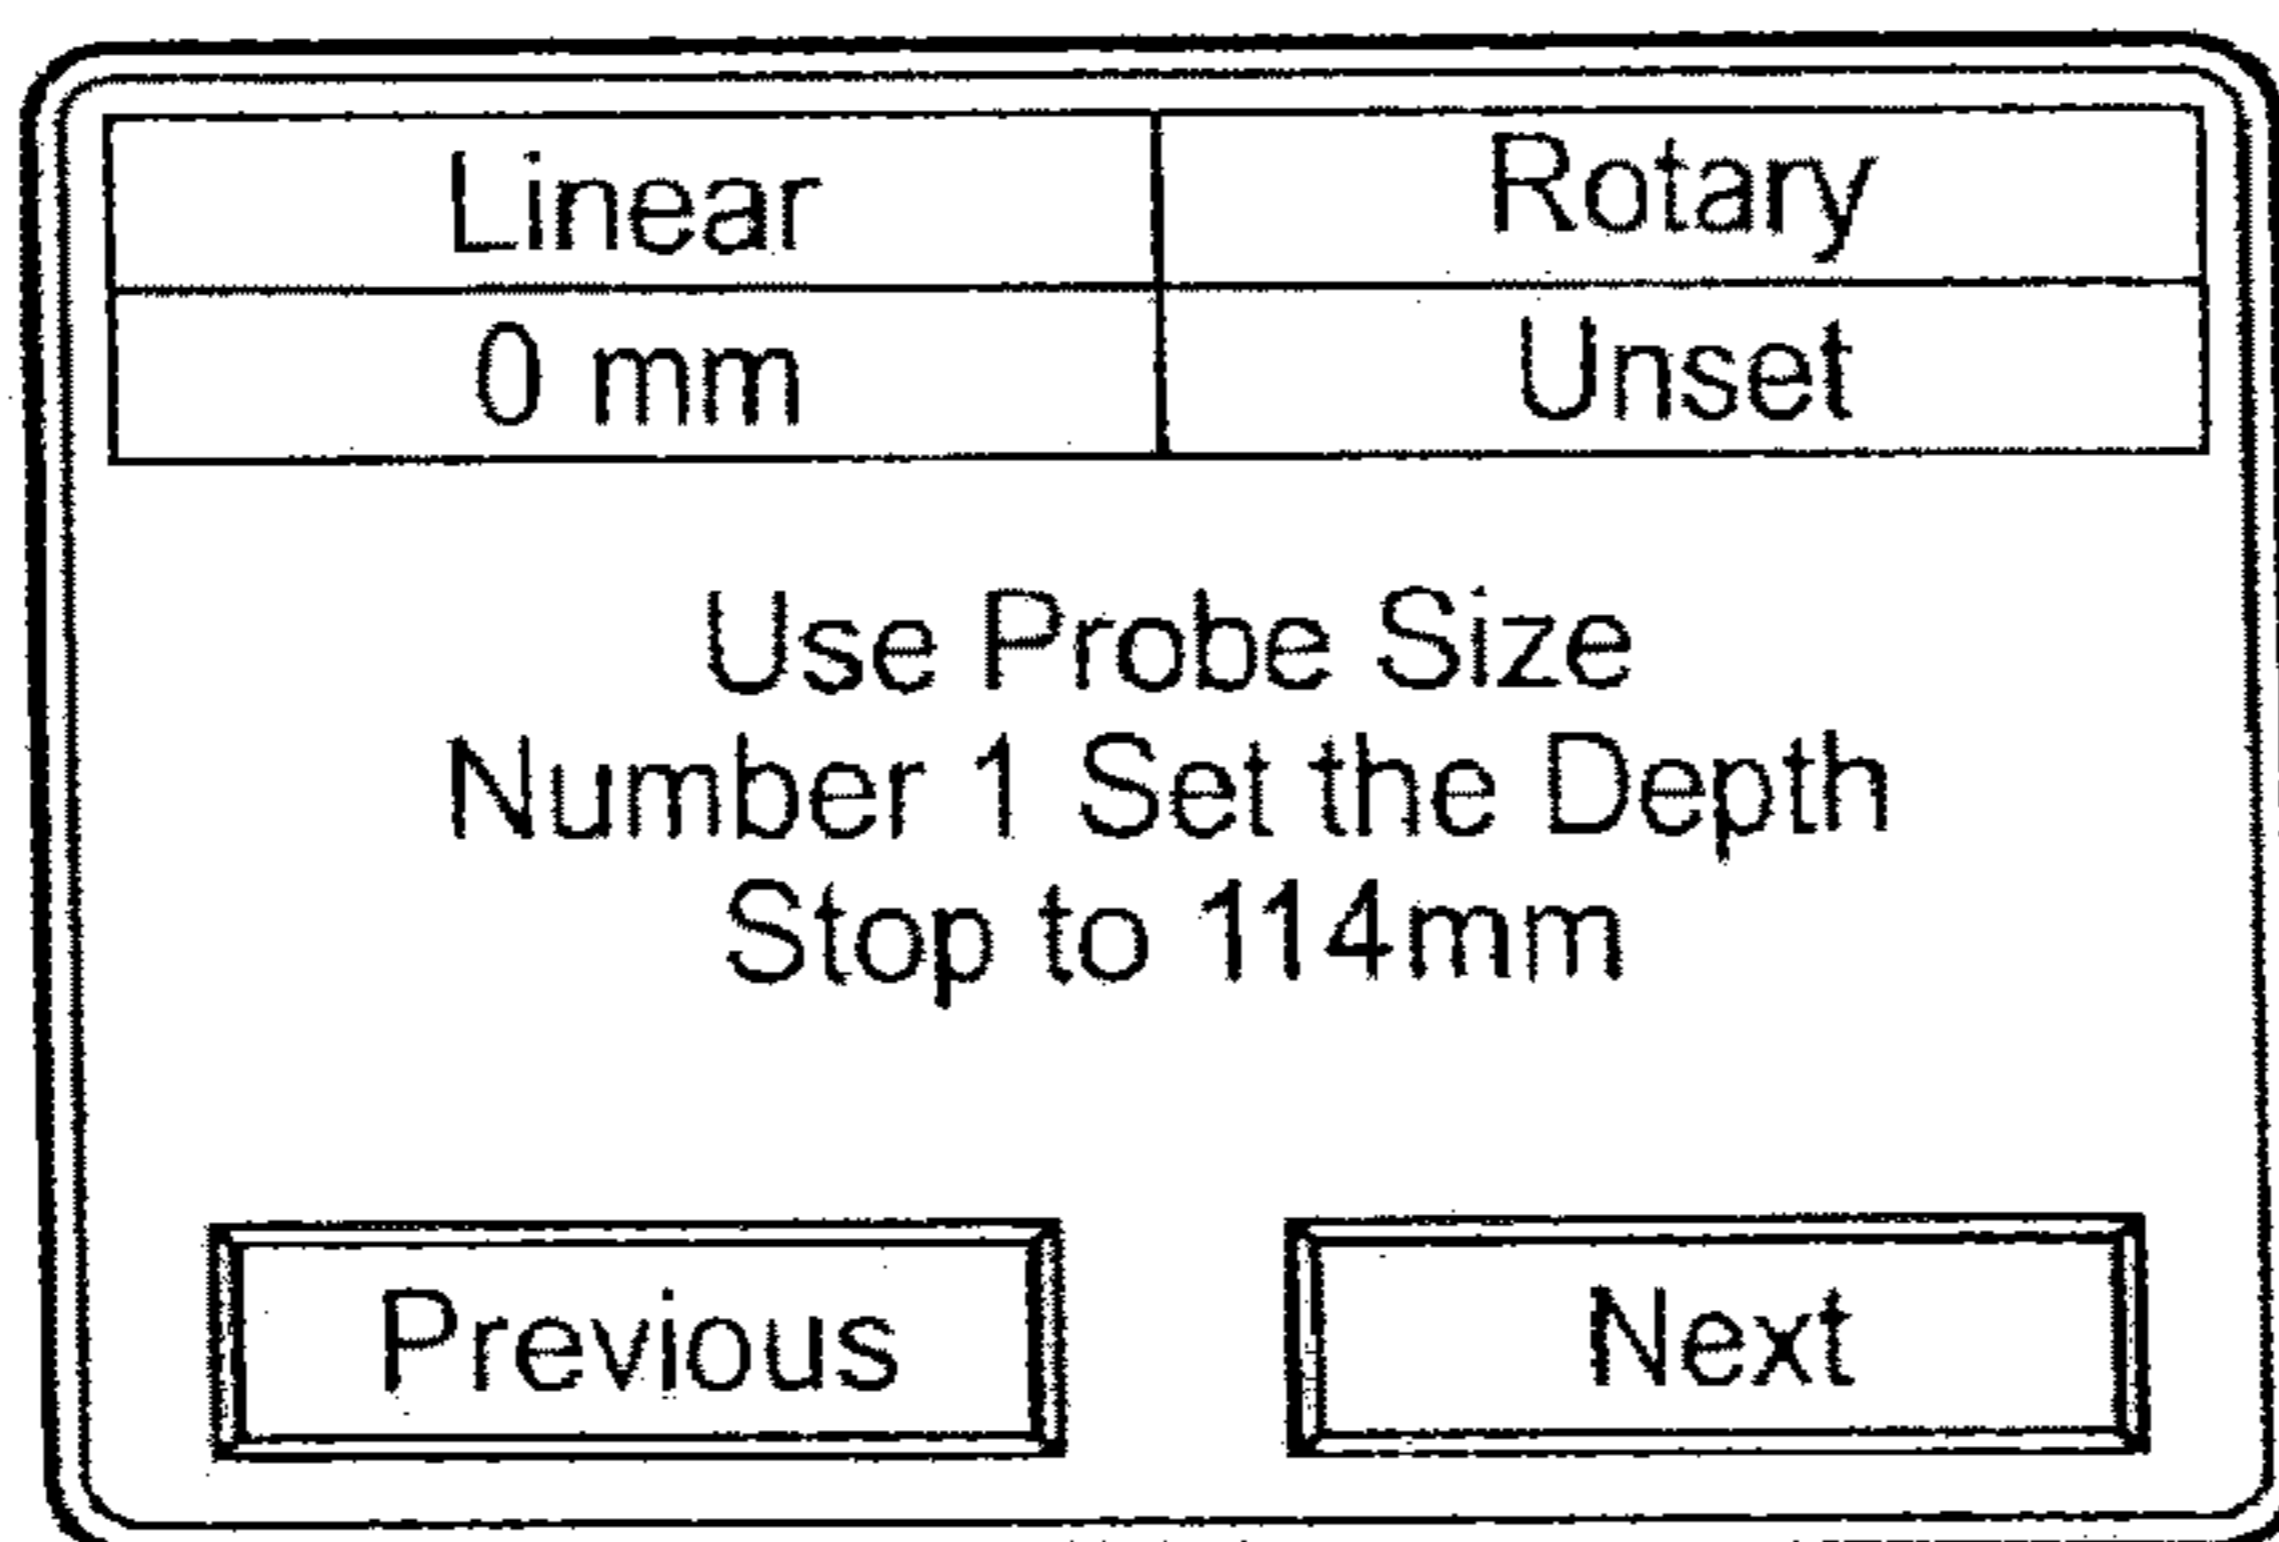 Linear Rotary
0 mm Unset
Use Probe Size
Number 1 Set the Depth
Stop to 114mm
Previous Next